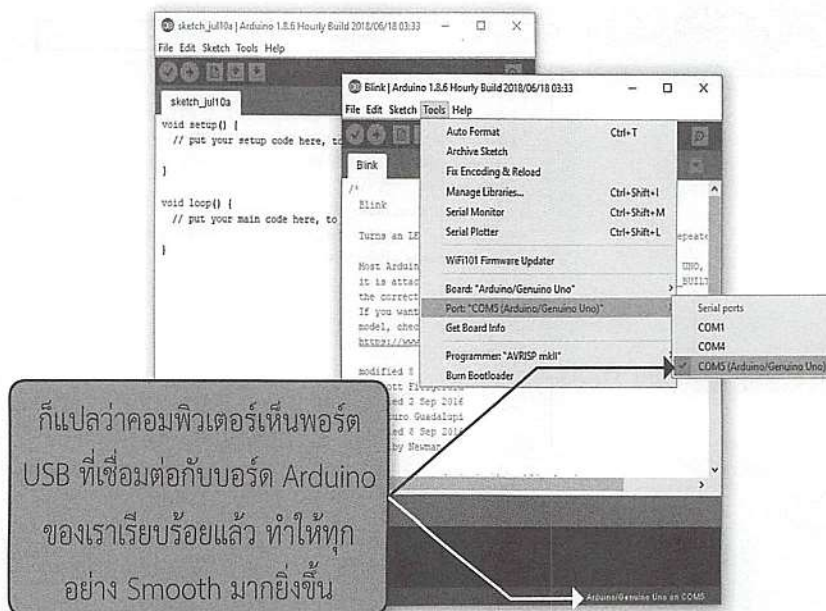 sketch_jul10a | Arduino 1.8.6 Hourly Build 2018/06/18 03:33
File Edit Sketch Tools Help
sketch_jul10a
void setup() {
// put your setup code here, to
}
void loop() {
// put your main code here, to
}
Blink | Arduino 1.8.6 Hourly Build 2018/06/18 03:33
File Edit Sketch Tools Help
Blink
/*
Blink
Turns an LE
Most Arduin
it is attac
the correct
If you want
model, chec
https://www
modified 8
ott Fitzgerald
ed 2 Sep 2016
uro Guadalupi
ed 8 Sep 2016
by Newman
epeate
UNO,
_BUILT
Auto Format Ctrl+T
Archive Sketch
Fix Encoding & Reload
Manage Libraries... Ctrl+Shift+I
Serial Monitor Ctrl+Shift+M
Serial Plotter Ctrl+Shift+L
WiFi101 Firmware Updater
Board: "Arduino/Genuino Uno"
Port: "COM5 (Arduino/Genuino Uno)"
Get Board Info
Programmer: "AVRISP mkII"
Burn Bootloader
Serial ports
COM1
COM4
COM5 (Arduino/Genuino Uno)
ก็แปลว่าคอมพิวเตอร์เห็นพอร์ต
USB ที่เชื่อมต่อกับบอร์ด Arduino
ของเราเรียบร้อยแล้ว ทำให้ทุก
อย่าง Smooth มากยิ่งขึ้น
Arduino/Genuino Uno on COM5